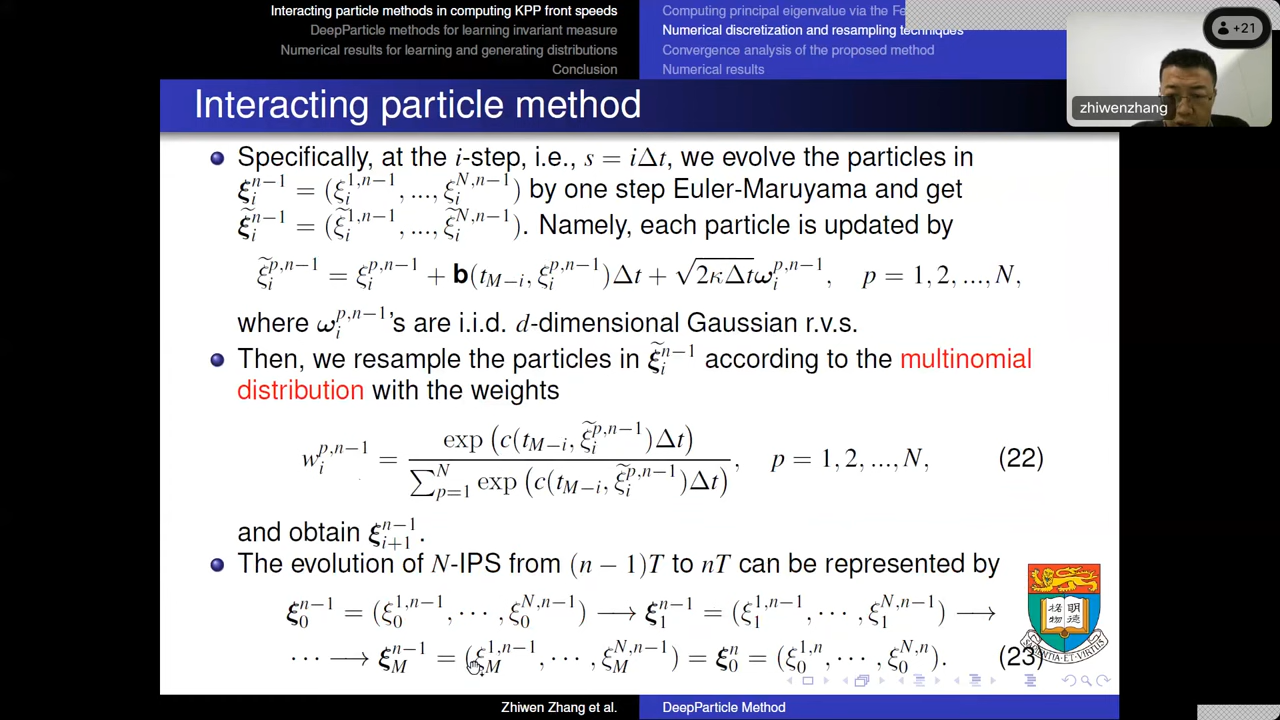 Interacting particle methods in computing KPP front speeds
DeepParticle methods for learning invariant measure
Numerical results for learning and generating distributions
Conclusion
Computing principal eigenvalue via the Fe
Numerical discretization and resampling techniques
Convergence analysis of the proposed method
Numerical results
+21
zhiwenzhang
Interacting particle method
Specifically, at the i-step, i.e., s = iΔt, we evolve the particles in
ξ_i^{n−1} = (ξ_i^{1,n−1}, ..., ξ_i^{N,n−1}) by one step Euler-Maruyama and get
ξ̃_i^{n−1} = (ξ̃_i^{1,n−1}, ..., ξ̃_i^{N,n−1}). Namely, each particle is updated by
ξ̃_i^{p,n−1} = ξ_i^{p,n−1} + b(t_{M−i}, ξ_i^{p,n−1})Δt + √(2κΔt)ω_i^{p,n−1}, p = 1, 2, ..., N,
where ω_i^{p,n−1}'s are i.i.d. d-dimensional Gaussian r.v.s.
Then, we resample the particles in ξ̃_i^{n−1} according to the multinomial
distribution with the weights
w_i^{p,n−1} = exp (c(t_{M−i}, ξ̃_i^{p,n−1})Δt) / ∑_{p=1}^N exp (c(t_{M−i}, ξ̃_i^{p,n−1})Δt), p = 1, 2, ..., N, (22)
and obtain ξ_{i+1}^{n−1}.
The evolution of N-IPS from (n − 1)T to nT can be represented by
ξ_0^{n−1} = (ξ_0^{1,n−1}, ⋯, ξ_0^{N,n−1}) ⟶ ξ_1^{n−1} = (ξ_1^{1,n−1}, ⋯, ξ_1^{N,n−1}) ⟶
⋯ ⟶ ξ_M^{n−1} = (ξ_M^{1,n−1}, ⋯, ξ_M^{N,n−1}) = ξ_0^n = (ξ_0^{1,n}, ⋯, ξ_0^{N,n}). (23)
Zhiwen Zhang et al.
DeepParticle Method